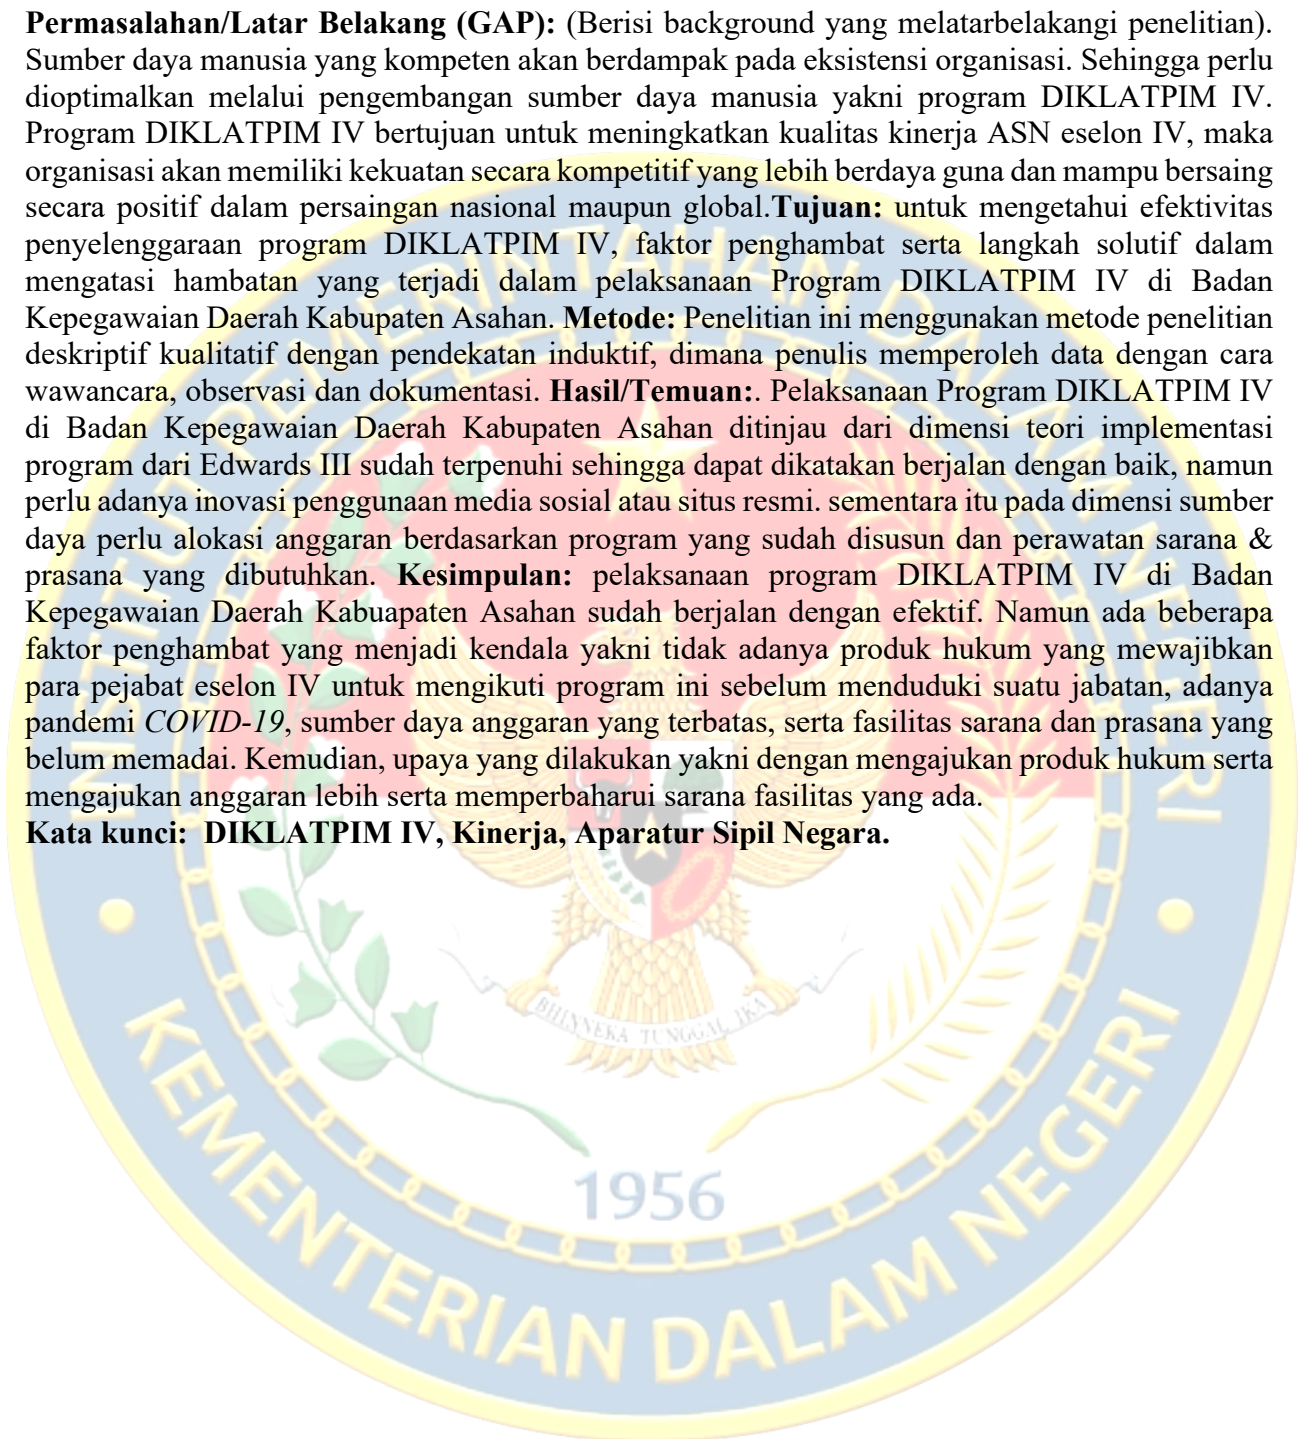 Permasalahan/Latar Belakang (GAP): (Berisi background yang melatarbelakangi penelitian).
Sumber daya manusia yang kompeten akan berdampak pada eksistensi organisasi. Sehingga perlu
dioptimalkan melalui pengembangan sumber daya manusia yakni program DIKLATPIM IV.
Program DIKLATPIM IV bertujuan untuk meningkatkan kualitas kinerja ASN eselon IV, maka
organisasi akan memiliki kekuatan secara kompetitif yang lebih berdaya guna dan mampu bersaing
secara positif dalam persaingan nasional maupun global.Tujuan: untuk mengetahui efektivitas
penyelenggaraan program DIKLATPIM IV, faktor penghambat serta langkah solutif dalam
mengatasi hambatan yang terjadi dalam pelaksanaan Program DIKLATPIM IV di Badan
Kepegawaian Daerah Kabupaten Asahan. Metode: Penelitian ini menggunakan metode penelitian
deskriptif kualitatif dengan pendekatan induktif, dimana penulis memperoleh data dengan cara
wawancara, observasi dan dokumentasi. Hasil/Temuan:. Pelaksanaan Program DIKLATPIM IV
di Badan Kepegawaian Daerah Kabupaten Asahan ditinjau dari dimensi teori implementasi
program dari Edwards III sudah terpenuhi sehingga dapat dikatakan berjalan dengan baik, namun
perlu adanya inovasi penggunaan media sosial atau situs resmi. sementara itu pada dimensi sumber
daya perlu alokasi anggaran berdasarkan program yang sudah disusun dan perawatan sarana &
prasana yang dibutuhkan. Kesimpulan: pelaksanaan program DIKLATPIM IV di Badan
Kepegawaian Daerah Kabuapaten Asahan sudah berjalan dengan efektif. Namun ada beberapa
faktor penghambat yang menjadi kendala yakni tidak adanya produk hukum yang mewajibkan
para pejabat eselon IV untuk mengikuti program ini sebelum menduduki suatu jabatan, adanya
pandemi COVID-19, sumber daya anggaran yang terbatas, serta fasilitas sarana dan prasana yang
belum memadai. Kemudian, upaya yang dilakukan yakni dengan mengajukan produk hukum serta
mengajukan anggaran lebih serta memperbaharui sarana fasilitas yang ada.
Kata kunci: DIKLATPIM IV, Kinerja, Aparatur Sipil Negara.
INSTITUT PEMERINTAHAN DALAM NEGERI
BHINNEKA TUNGGAL IKA
1956
KEMENTERIAN DALAM NEGERI